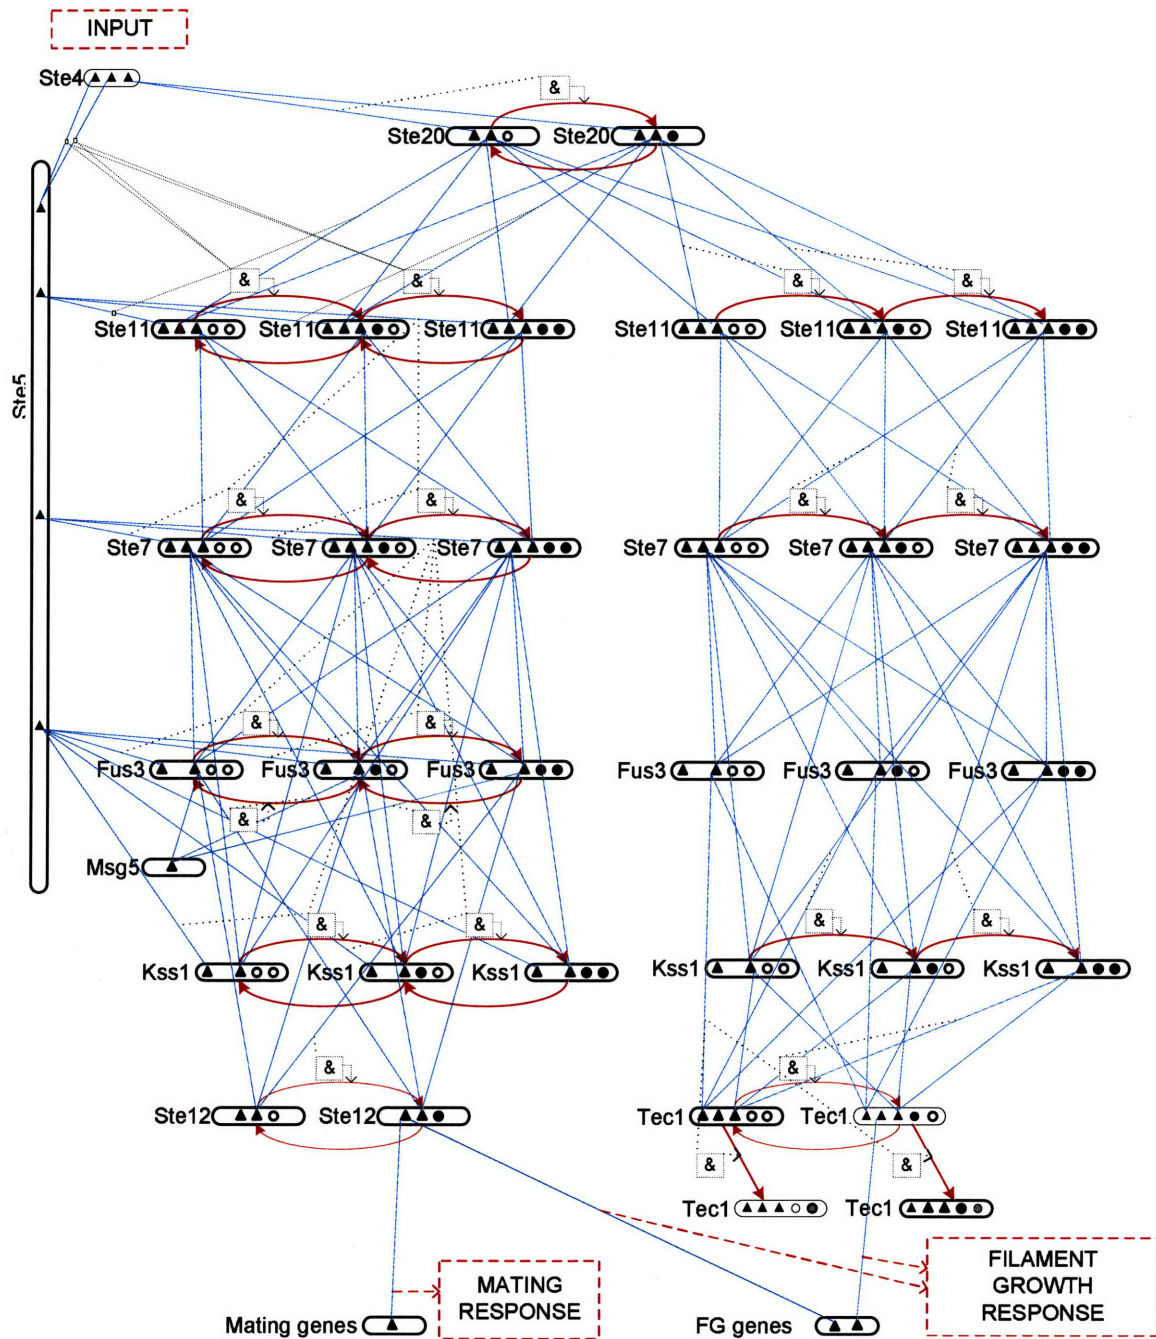 INPUT
Ste4
&
Ste20
Ste20
Ste5
& & & &
Ste11 Ste11 Ste11 Ste11 Ste11 Ste11
& & & &
Ste7 Ste7 Ste7 Ste7 Ste7 Ste7
& &
Fus3 Fus3 Fus3 Fus3 Fus3 Fus3
& &
Msg5
& & & &
Kss1 Kss1 Kss1 Kss1 Kss1 Kss1
& &
Ste12 Ste12 Tec1 Tec1
& &
Tec1 Tec1
MATING
RESPONSE
FILAMENT
GROWTH
RESPONSE
Mating genes
FG genes